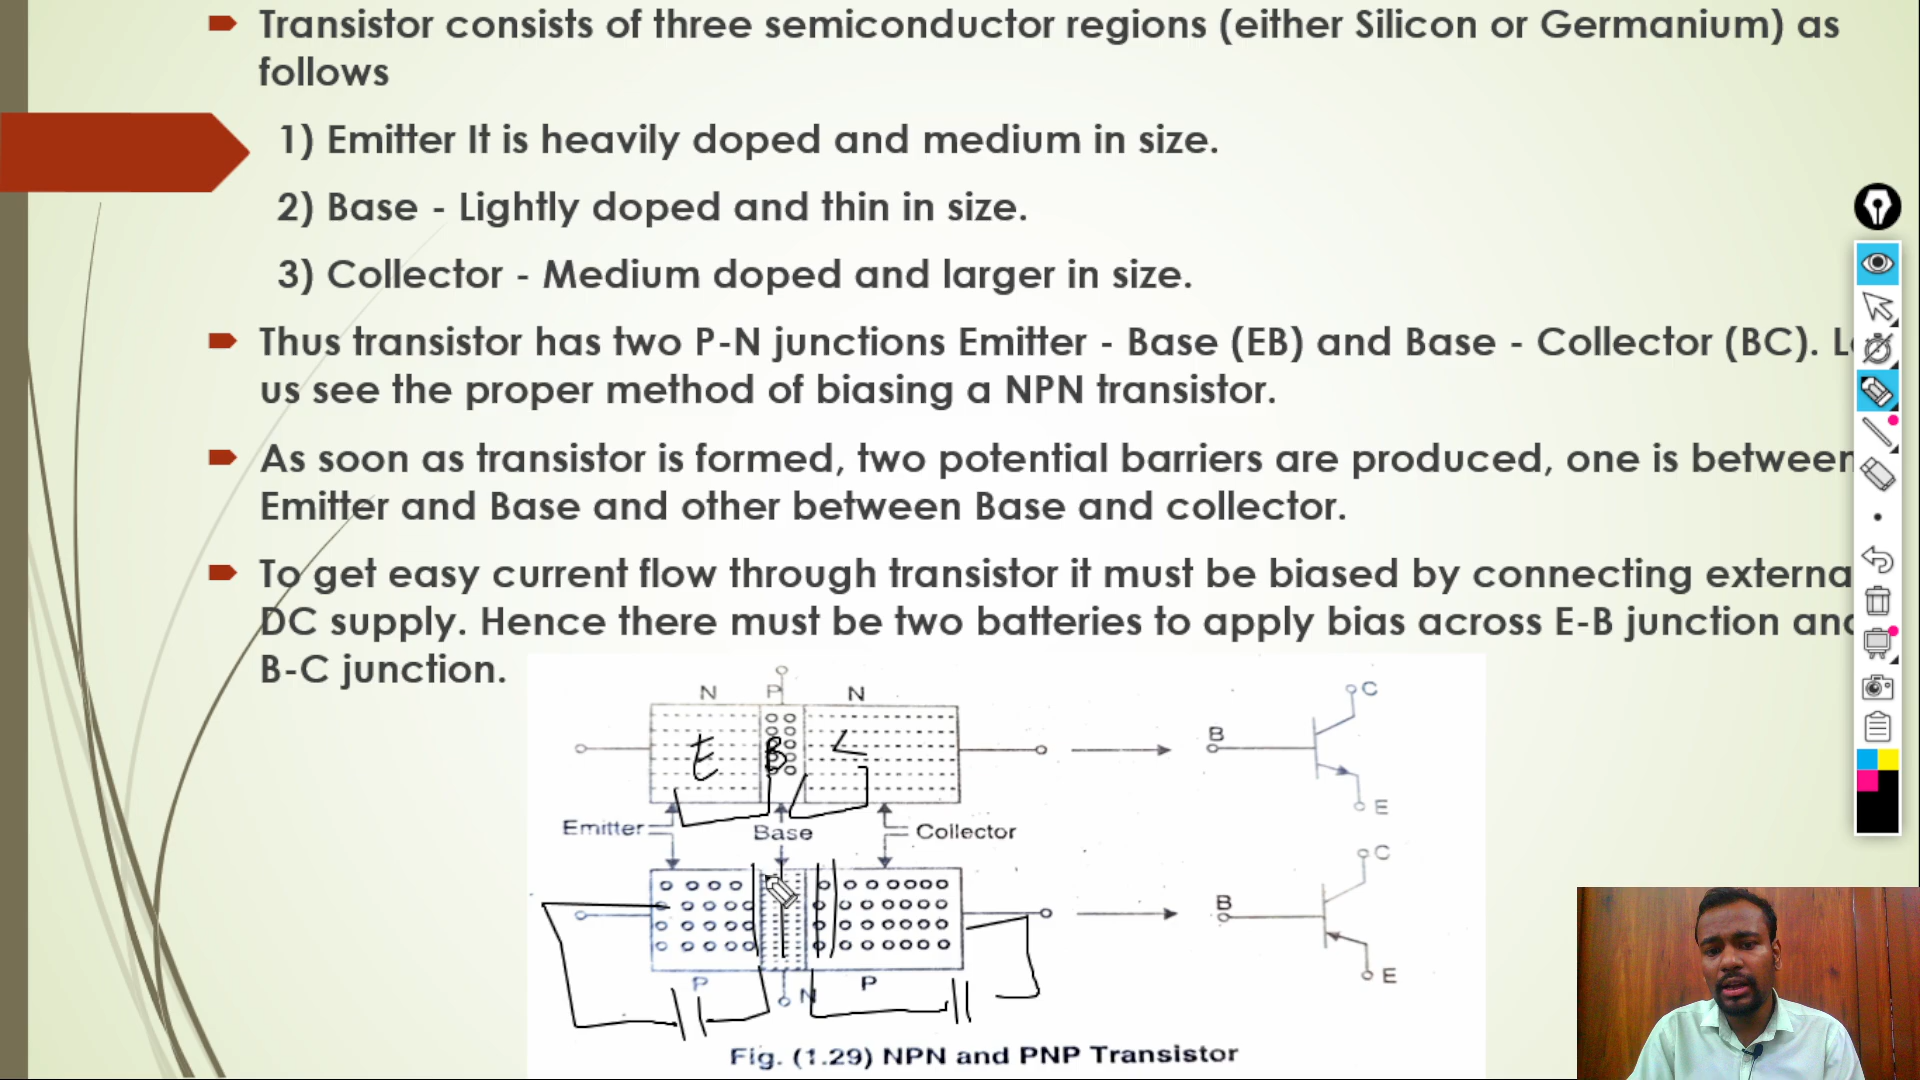 Transistor consists of three semiconductor regions (either Silicon or Germanium) as
follows
1) Emitter It is heavily doped and medium in size.
2) Base - Lightly doped and thin in size.
3) Collector - Medium doped and larger in size.
Thus transistor has two P-N junctions Emitter - Base (EB) and Base - Collector (BC). L
us see the proper method of biasing a NPN transistor.
As soon as transistor is formed, two potential barriers are produced, one is between
Emitter and Base and other between Base and collector.
To get easy current flow through transistor it must be biased by connecting externa
DC supply. Hence there must be two batteries to apply bias across E-B junction and
B-C junction.
N P N
C
E B
B
E
Emitter Base Collector
C
B
E
P N P
Fig. (1.29) NPN and PNP Transistor